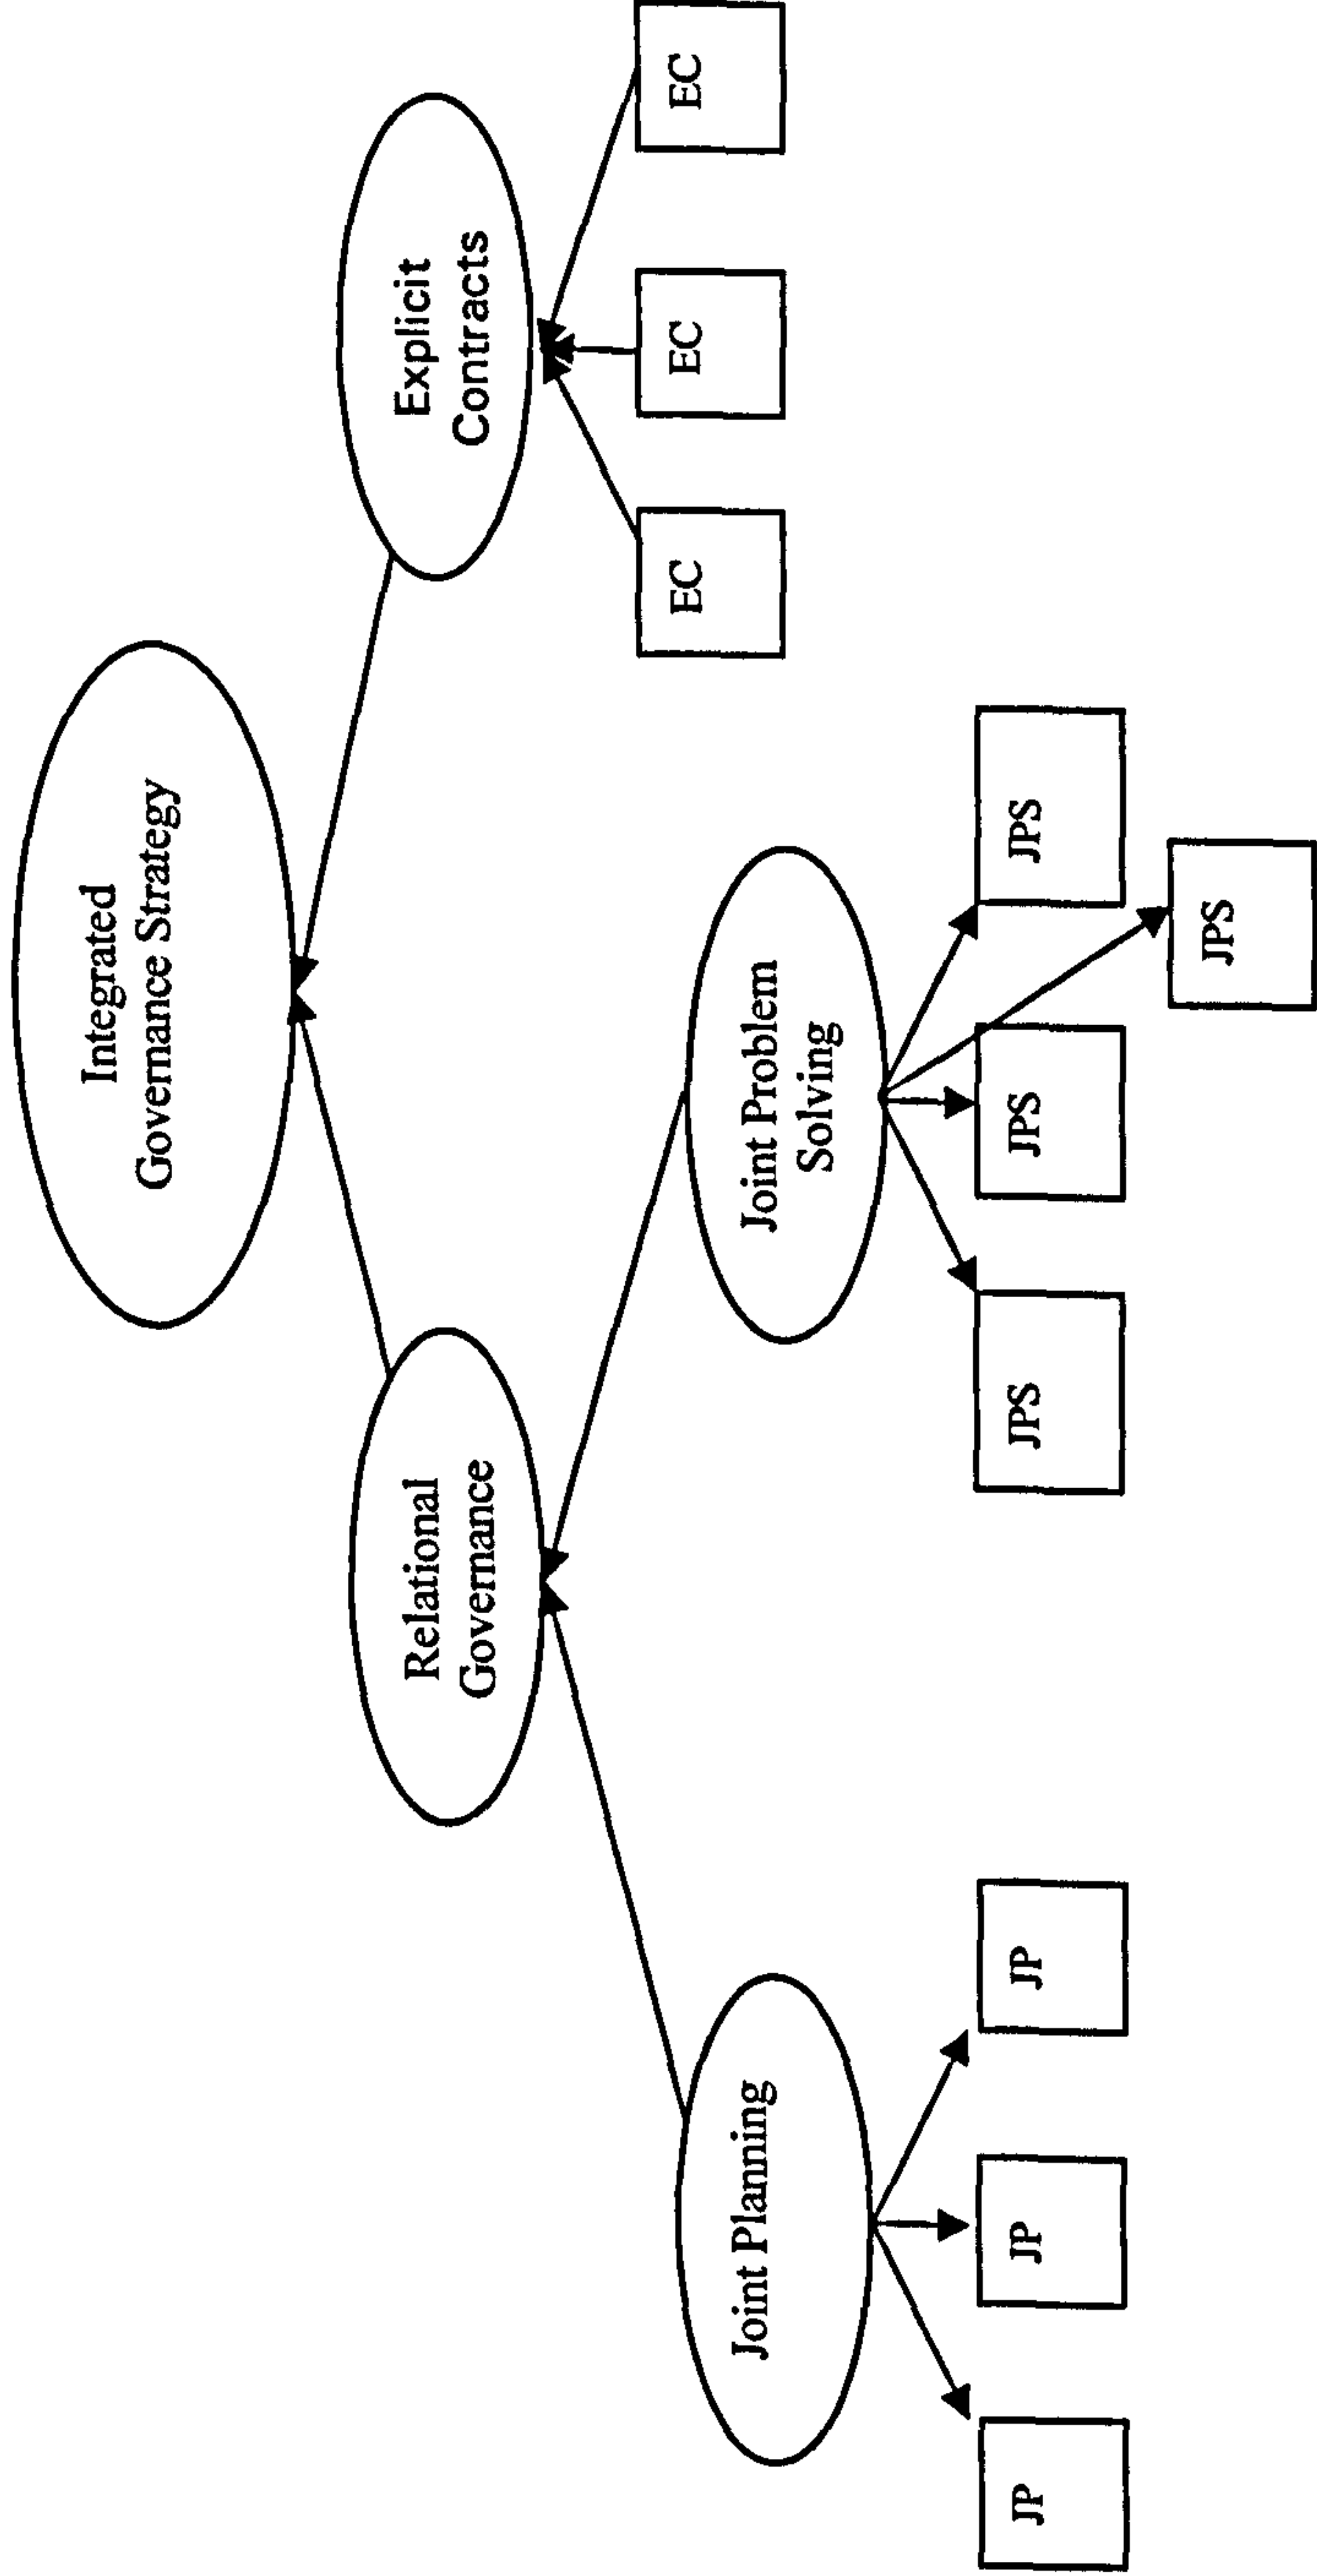 Integrated
Governance Strategy
Relational
Governance
Explicit
Contracts
EC
EC
EC
Joint Planning
Joint Problem
Solving
JP
JP
JP
JPS
JPS
JPS
JPS